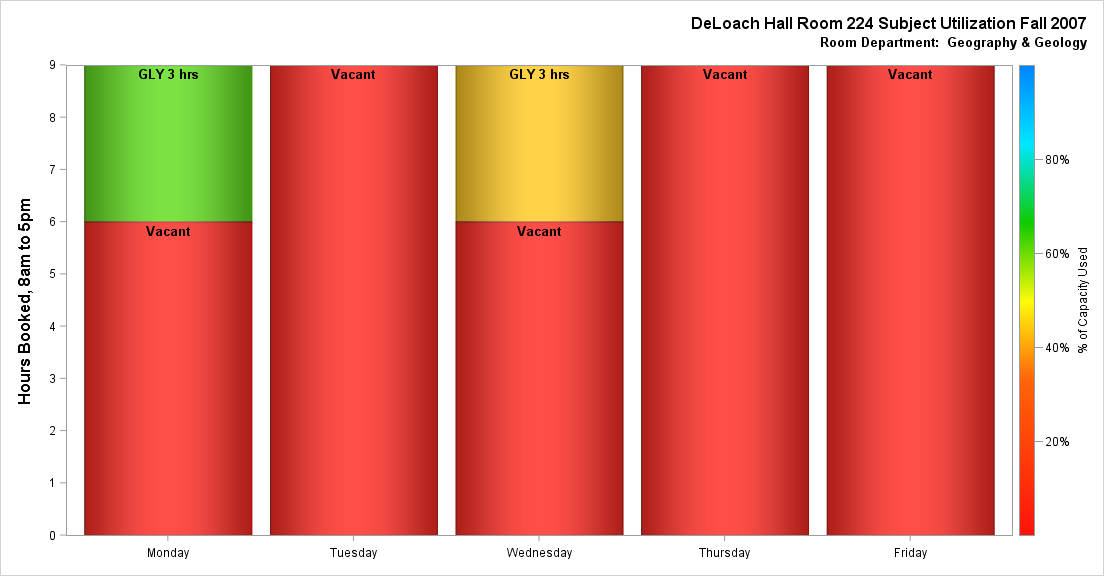 DeLoach Hall Room 224 Subject Utilization Fall 2007
Room Department: Geography & Geology
Hours Booked, 8am to 5pm
9
8
7
6
5
4
3
2
1
0
GLY 3 hrs
Vacant
Vacant
GLY 3 hrs
Vacant
Vacant
Vacant
Monday
Tuesday
Wednesday
Thursday
Friday
80%
60%
40%
20%
% of Capacity Used